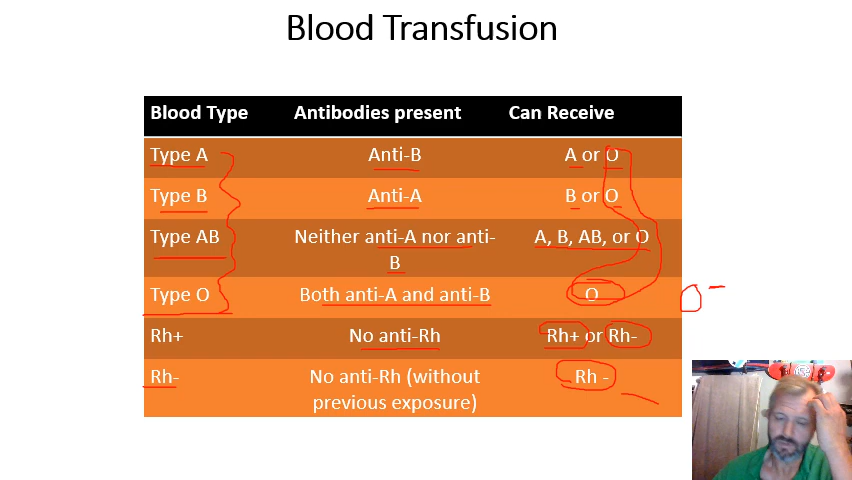 Blood Transfusion
Blood Type Antibodies present Can Receive
Type A Anti-B A or O
Type B Anti-A B or O
Type AB Neither anti-A nor anti- A, B, AB, or O
B
Type O Both anti-A and anti-B O O-
Rh+ No anti-Rh Rh+ or Rh-
Rh- No anti-Rh (without Rh -
previous exposure)